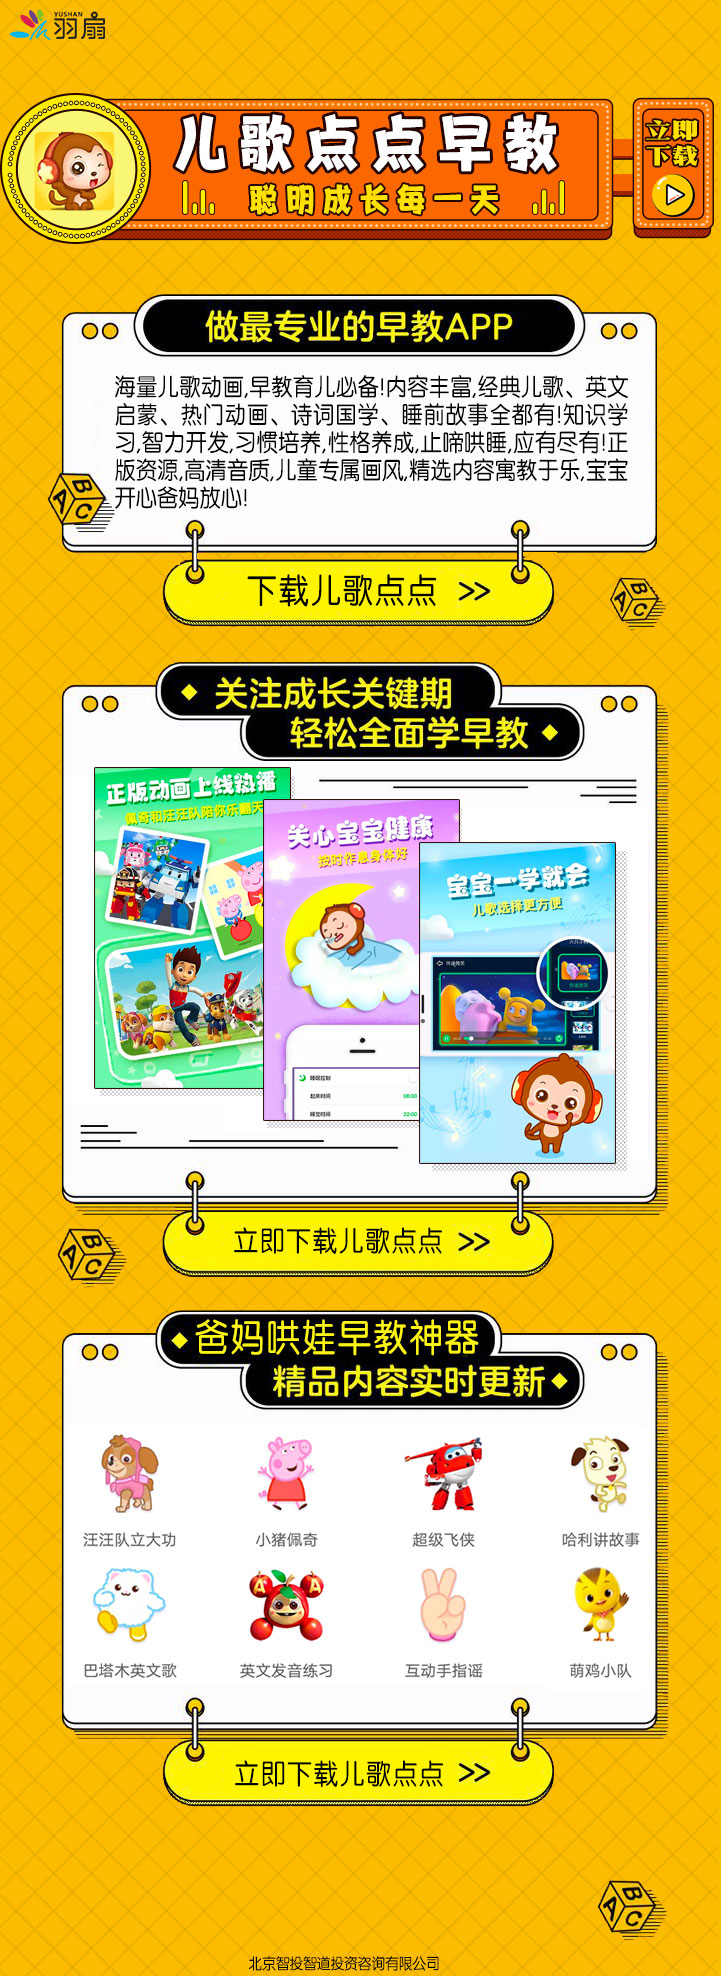 YUSHAN
羽扇
儿歌点点早教
聪明成长每一天
立即
下载
做最专业的早教APP
海量儿歌动画,早教育儿必备!内容丰富,经典儿歌、英文
启蒙、热门动画、诗词国学、睡前故事全都有!知识学
习,智力开发,习惯培养,性格养成,止啼哄睡,应有尽有!正
版资源,高清音质,儿童专属画风,精选内容寓教于乐,宝宝
开心爸妈放心!
A B C
下载儿歌点点 >>
A B C
关注成长关键期
轻松全面学早教
正版动画上线热播
佩奇和汪汪队陪你乐翻天
关心宝宝健康
按时作息身体好
睡眠控制
起床时间 06:00
睡觉时间 22:00
宝宝一学就会
儿歌选择更方便
传递微笑
传递微笑
立即下载儿歌点点 >>
A B C
爸妈哄娃早教神器
精品内容实时更新
汪汪队立大功 小猪佩奇 超级飞侠 哈利讲故事
A A
巴塔木英文歌 英文发音练习 互动手指谣 萌鸡小队
立即下载儿歌点点 >>
A B C
北京智投智道投资咨询有限公司